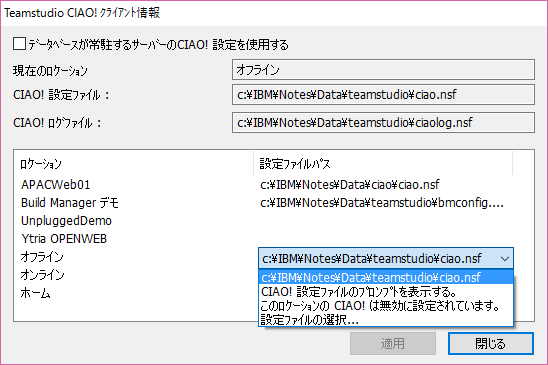 Teamstudio CIAO! クライアント情報
データベースが常駐するサーバーのCIAO! 設定を使用する
現在のロケーション オフライン
CIAO! 設定ファイル： c:¥IBM¥Notes¥Data¥teamstudio¥ciao.nsf
CIAO! ログファイル： c:¥IBM¥Notes¥Data¥teamstudio¥ciaolog.nsf
ロケーション 設定ファイルパス
APACWeb01 c:¥IBM¥Notes¥Data¥ciao¥ciao.nsf
Build Manager デモ c:¥IBM¥Notes¥Data¥teamstudio¥bmconfig....
UnpluggedDemo
Ytria OPENWEB
オフライン c:¥IBM¥Notes¥Data¥teamstudio¥ciao.nsf
オンライン c:¥IBM¥Notes¥Data¥teamstudio¥ciao.nsf
ホーム CIAO! 設定ファイルのプロンプトを表示する。
このロケーションの CIAO! は無効に設定されています。
設定ファイルの選択...
適用 閉じる